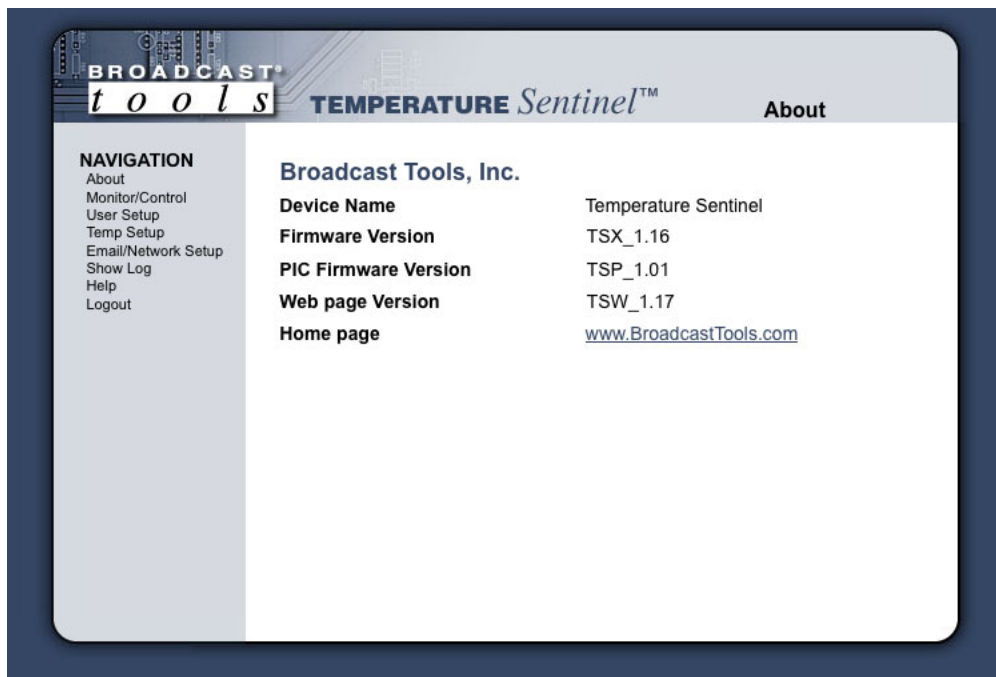 BROADCAST®
tools
TEMPERATURE Sentinel™
About
NAVIGATION
About
Monitor/Control
User Setup
Temp Setup
Email/Network Setup
Show Log
Help
Logout
Broadcast Tools, Inc.
Device Name Temperature Sentinel
Firmware Version TSX_1.16
PIC Firmware Version TSP_1.01
Web page Version TSW_1.17
Home page www.BroadcastTools.com